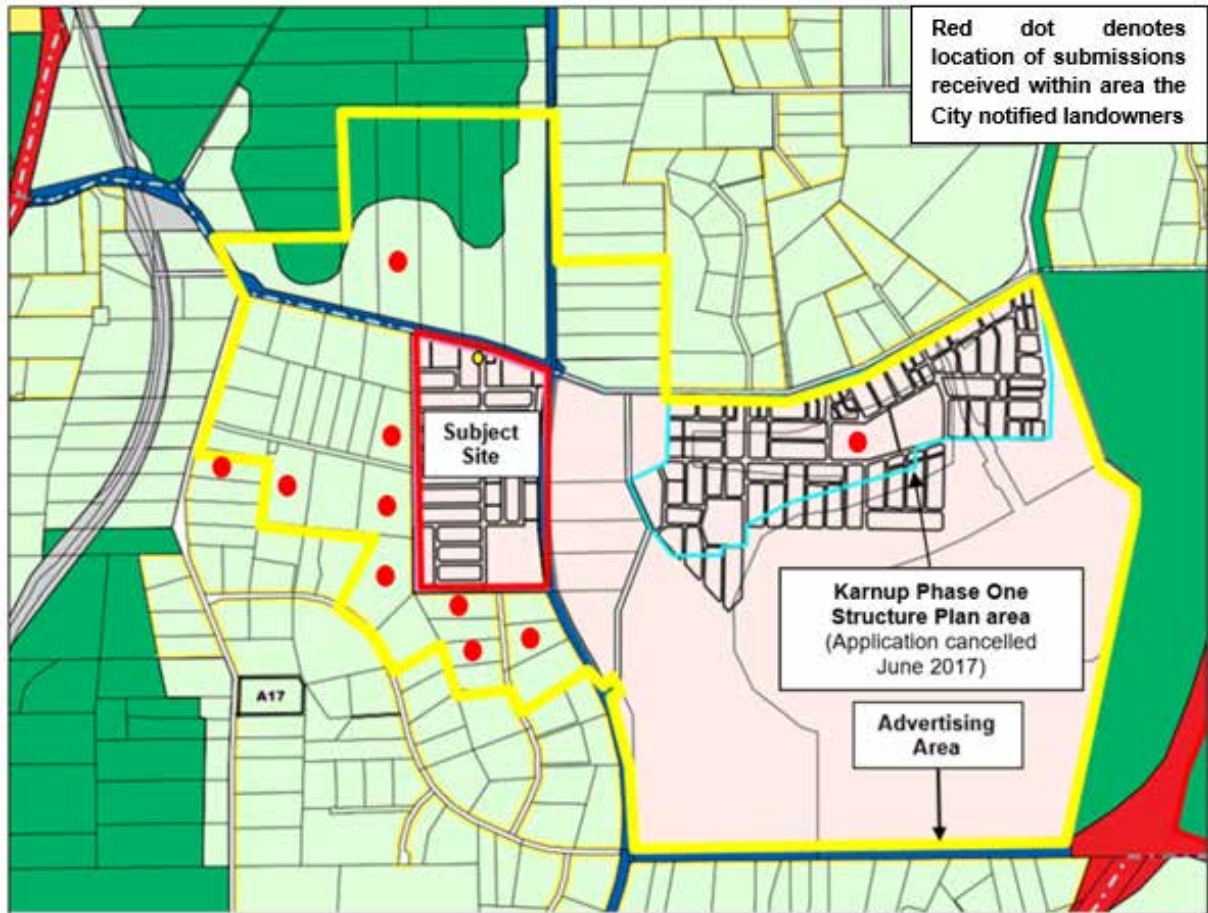 Red dot denotes
location of submissions
received within area the
City notified landowners
Subject
Site
Karnup Phase One
Structure Plan area
(Application cancelled
June 2017)
A17
Advertising
Area